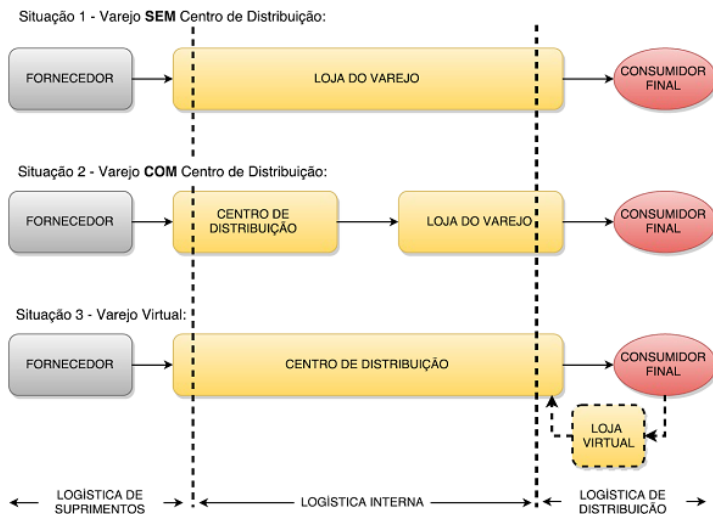 Situação 1 - Varejo SEM Centro de Distribuição:
FORNECEDOR
LOJA DO VAREJO
CONSUMIDOR
FINAL
Situação 2 - Varejo COM Centro de Distribuição:
FORNECEDOR
CENTRO DE
DISTRIBUIÇÃO
LOJA DO VAREJO
CONSUMIDOR
FINAL
Situação 3 - Varejo Virtual:
FORNECEDOR
CENTRO DE DISTRIBUIÇÃO
CONSUMIDOR
FINAL
LOJA
VIRTUAL
LOGÍSTICA DE
SUPRIMENTOS
LOGÍSTICA INTERNA
LOGÍSTICA DE
DISTRIBUIÇÃO